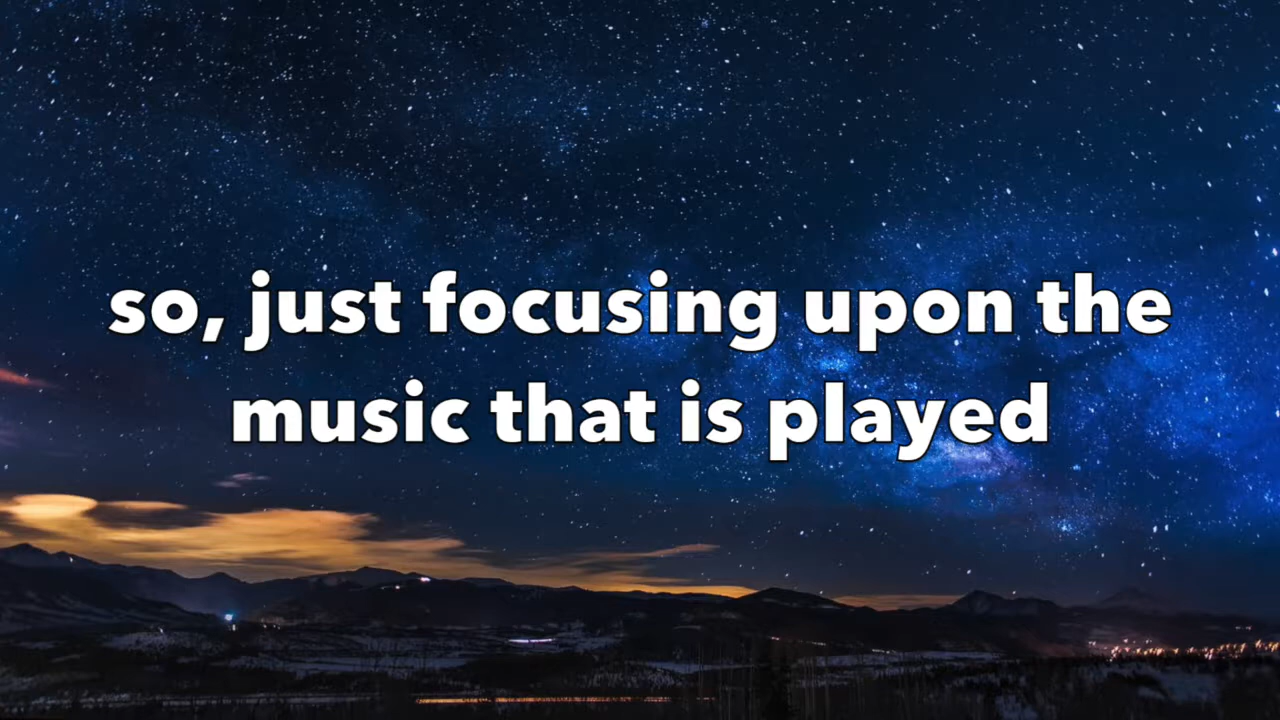 so, just focusing upon the
music that is played